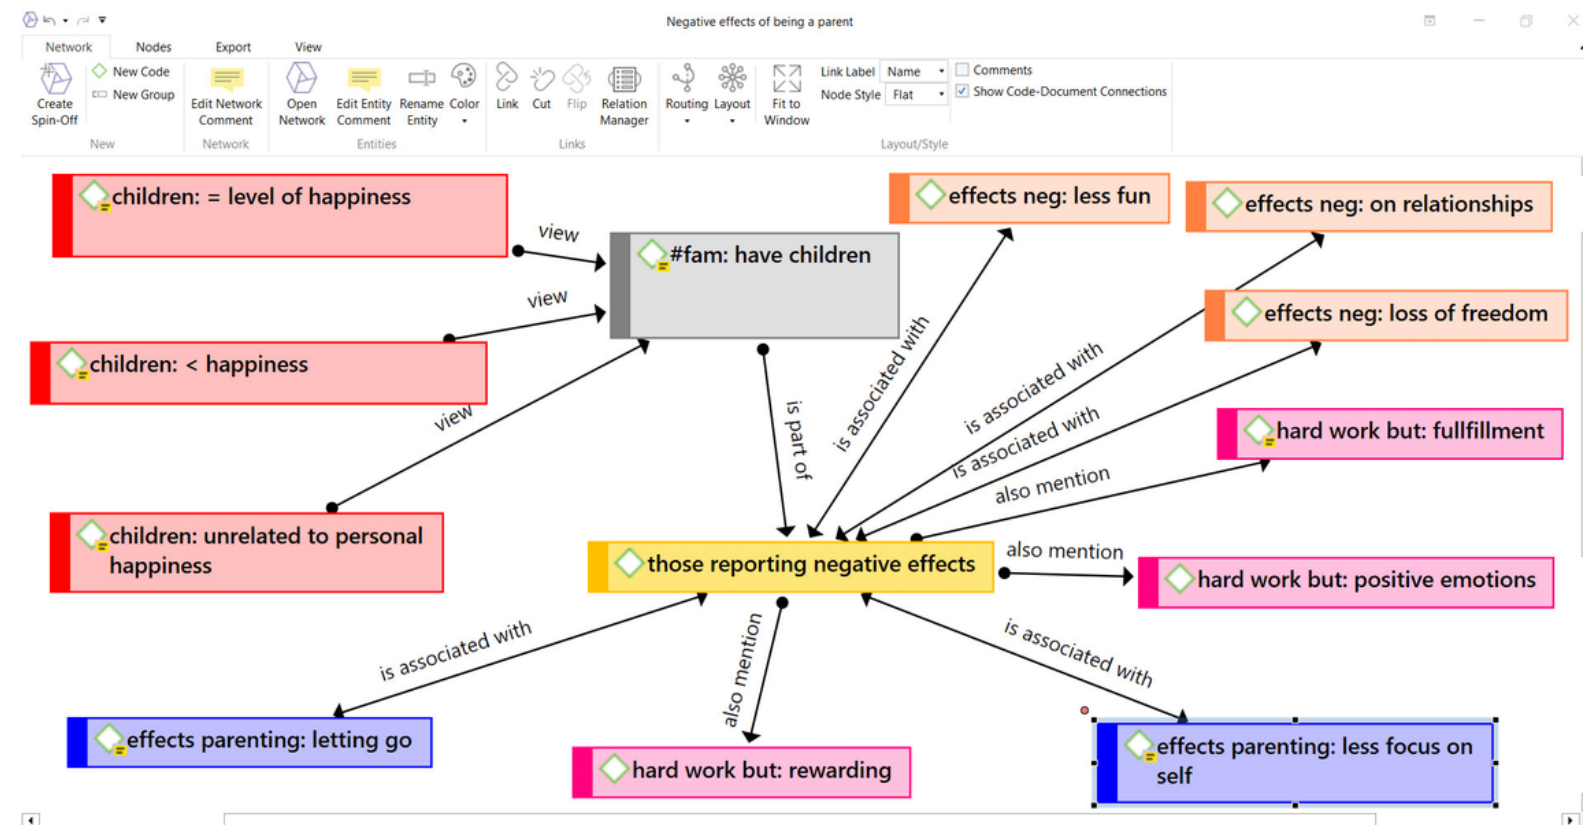 Negative effects of being a parent
Network Nodes Export View
Create Spin-Off
New Code
New Group
New
Edit Network Comment
Network
Open Network
Edit Entity Comment
Rename Entity
Color
Entities
Link
Cut
Flip
Relation Manager
Links
Routing
Layout
Fit to Window
Link Label Name
Node Style Flat
Comments
Show Code-Document Connections
Layout/Style
children: = level of happiness
view
#fam: have children
effects neg: less fun
effects neg: on relationships
view
children: < happiness
effects neg: loss of freedom
view
is part of
is associated with
is associated with
is associated with
hard work but: fullfillment
also mention
children: unrelated to personal
happiness
those reporting negative effects
also mention
hard work but: positive emotions
is associated with
also mention
is associated with
effects parenting: letting go
hard work but: rewarding
effects parenting: less focus on
self